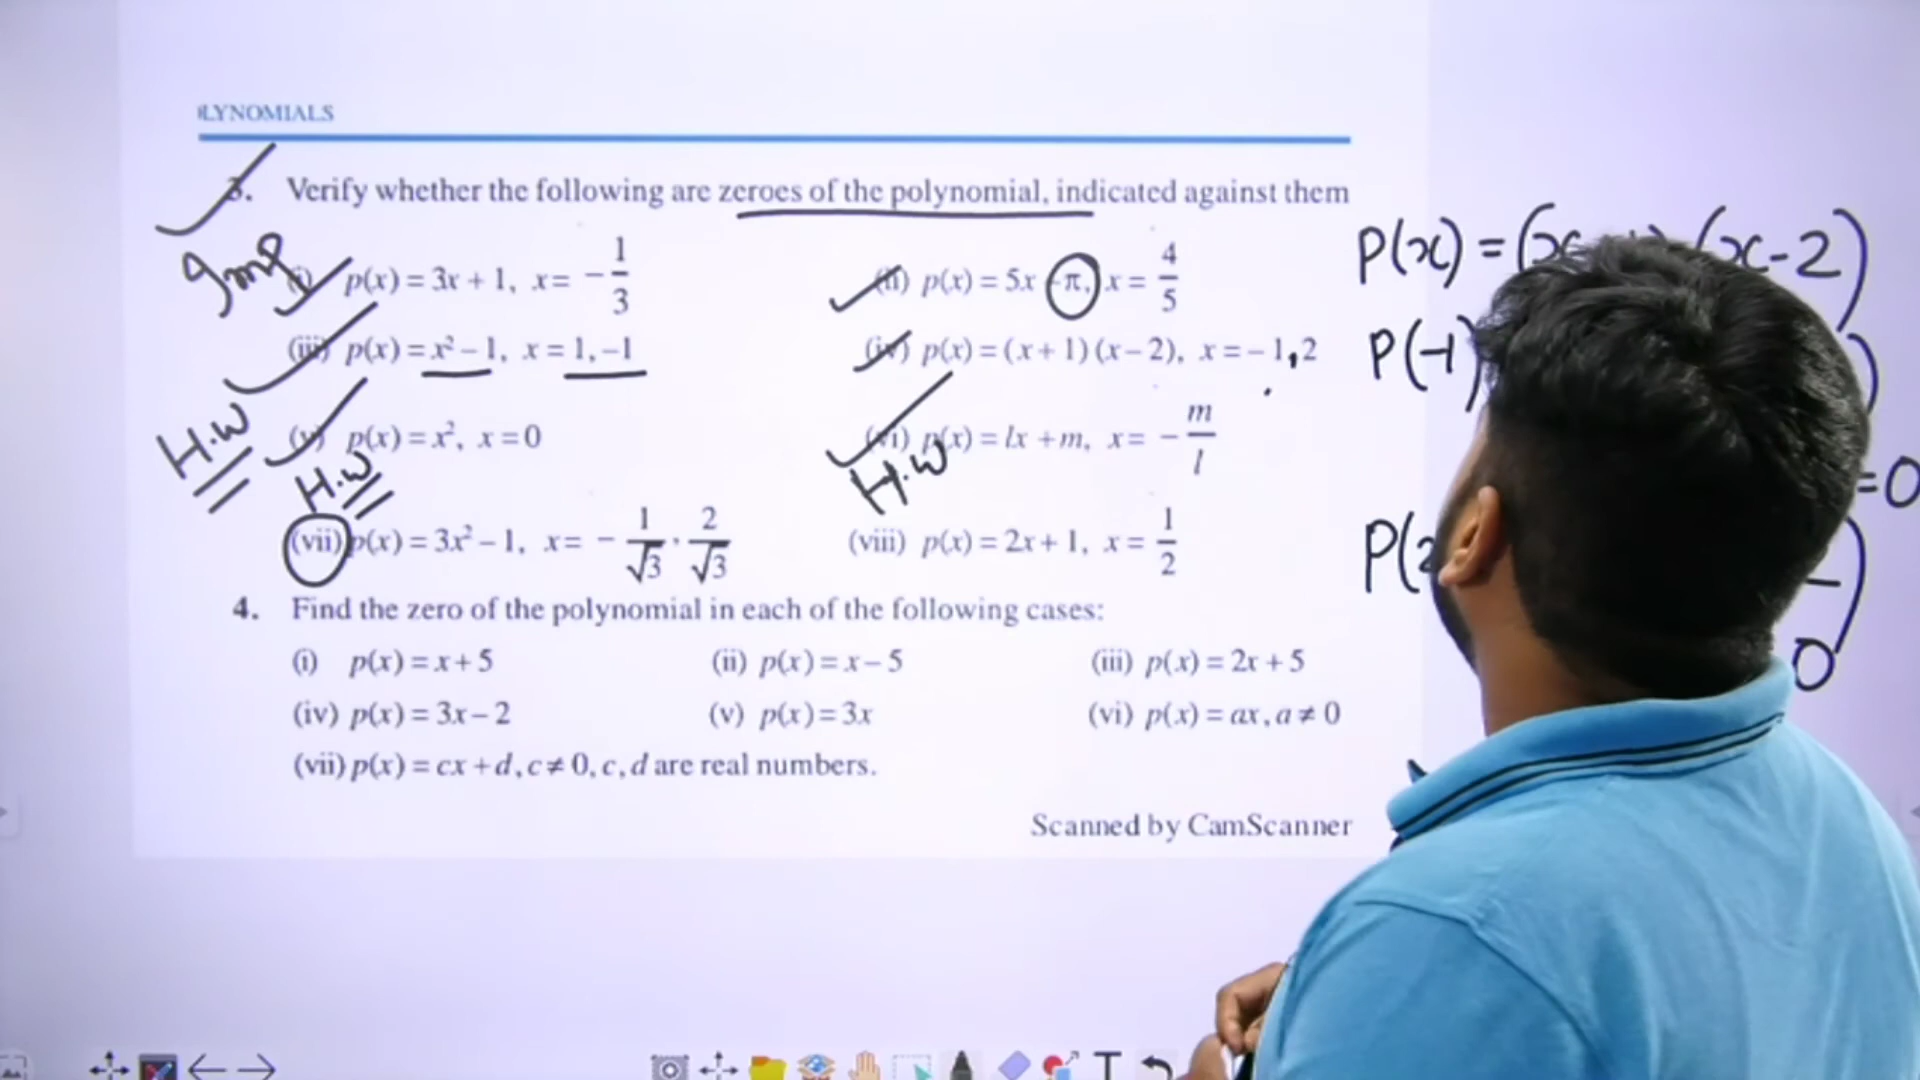 LYNOMIALS
3. Verify whether the following are zeroes of the polynomial, indicated against them
Imp
(i) p(x) = 3x + 1, x = −1/3
(ii) p(x) = 5x − π, x = 4/5
(iii) p(x) = x² − 1, x = 1, −1
(iv) p(x) = (x + 1) (x − 2), x = − 1, 2
H.W
(v) p(x) = x², x = 0
(vi) p(x) = lx + m, x = −m/l
H.W
H.W
(vii) p(x) = 3x² − 1, x = −1/√3, 2/√3
(viii) p(x) = 2x + 1, x = 1/2
4. Find the zero of the polynomial in each of the following cases:
(i) p(x) = x + 5
(ii) p(x) = x − 5
(iii) p(x) = 2x + 5
(iv) p(x) = 3x − 2
(v) p(x) = 3x
(vi) p(x) = ax, a ≠ 0
(vii) p(x) = cx + d, c ≠ 0, c, d are real numbers.
Scanned by CamScanner
P(x) = (x (x-2)
P(-1)
=0
P(2
0
T